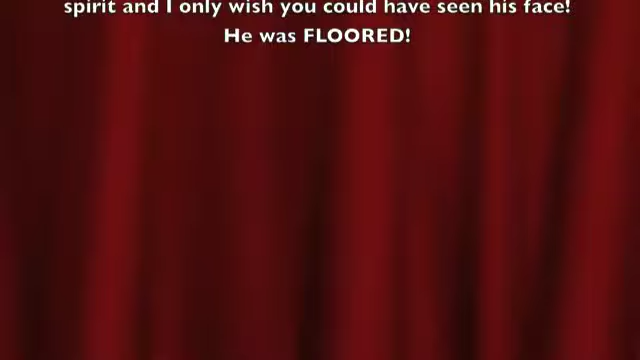 spirit and I only wish you could have seen his face!
He was FLOORED!